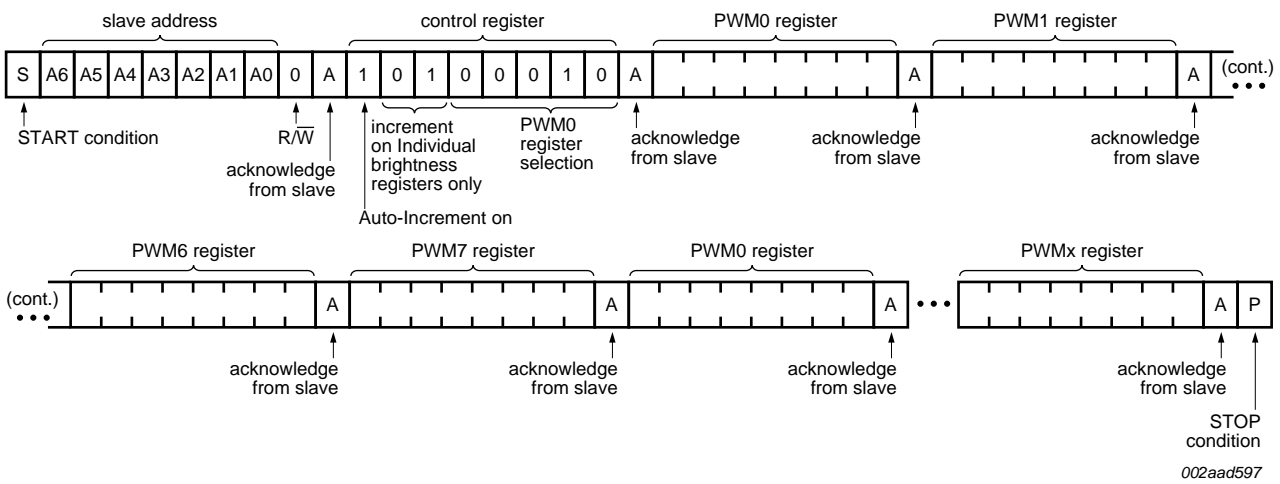 slave address control register PWM0 register PWM1 register
S A6 A5 A4 A3 A2 A1 A0 0 A 1 0 1 0 0 0 1 0 A A A (cont.)
START condition
R/W̅
acknowledge
from slave
increment
on Individual
brightness
registers only
Auto-Increment on
PWM0
register
selection
acknowledge
from slave
acknowledge
from slave
acknowledge
from slave
PWM6 register PWM7 register PWM0 register PWMx register
(cont.) A A A A P
acknowledge
from slave
acknowledge
from slave
acknowledge
from slave
acknowledge
from slave
STOP
condition
002aad597